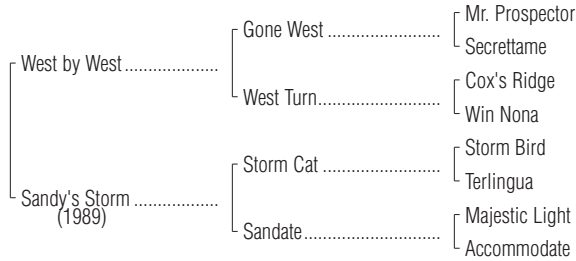 Mr. Prospector
Gone West ....................
Secrettame
West by West ....................
Cox's Ridge
West Turn ....................
Win Nona
Storm Bird
Storm Cat ....................
Terlingua
Sandy's Storm ....................
(1989)
Majestic Light
Sandate ....................
Accommodate